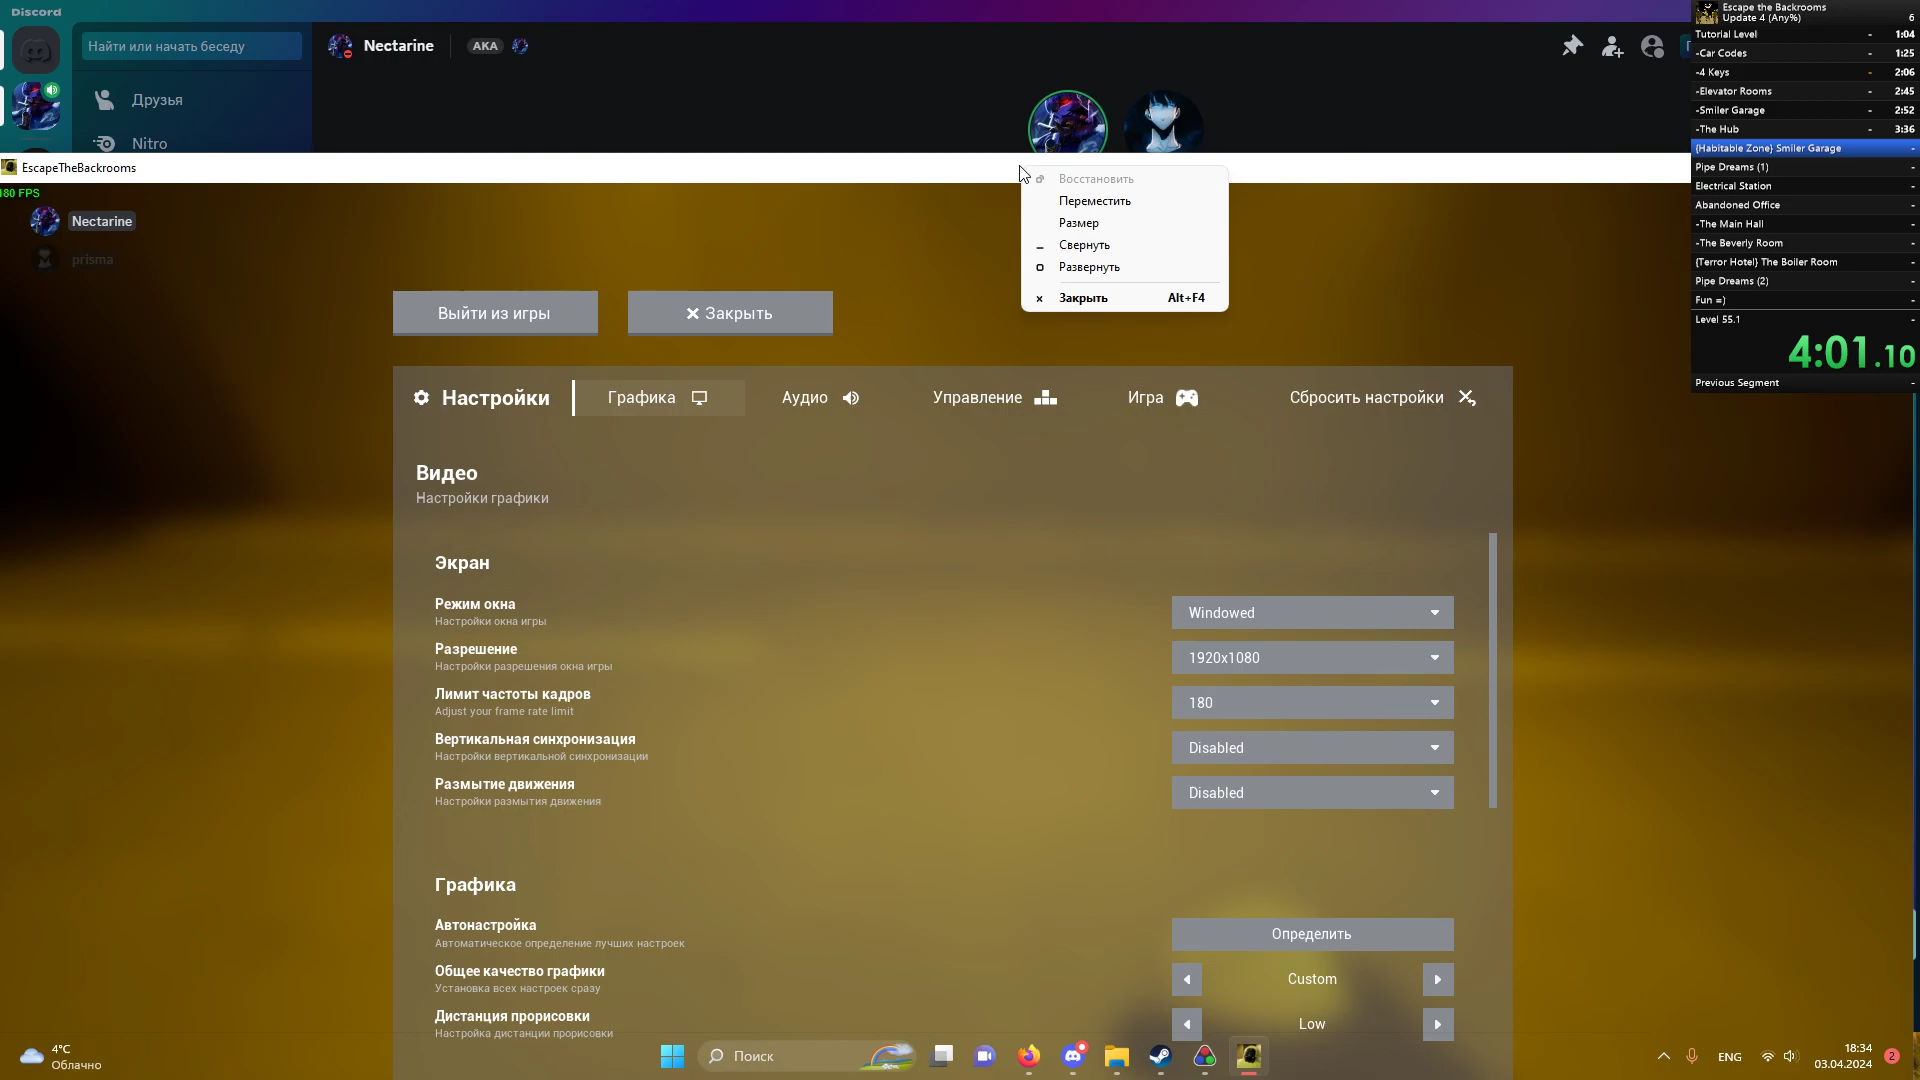 Discord
Найти или начать беседу
Nectarine
AKA
Друзья
Nitro
EscapeTheBackrooms
180 FPS
Nectarine
prisma
Восстановить
Переместить
Размер
Свернуть
Развернуть
Закрыть Alt+F4
Выйти из игры
Закрыть
Настройки
Графика
Аудио
Управление
Игра
Сбросить настройки
Видео
Настройки графики
Экран
Режим окна
Настройки окна игры
Windowed
Разрешение
Настройки разрешения окна игры
1920x1080
Лимит частоты кадров
Adjust your frame rate limit
180
Вертикальная синхронизация
Настройки вертикальной синхронизации
Disabled
Размытие движения
Настройки размытия движения
Disabled
Графика
Автонастройка
Автоматическое определение лучших настроек
Определить
Общее качество графики
Установка всех настроек сразу
Custom
Дистанция прорисовки
Настройка дистанции прорисовки
Low
Escape the Backrooms
Update 4 (Any%) 6
Tutorial Level - 1:04
-Car Codes - 1:25
-4 Keys - 2:06
-Elevator Rooms - 2:45
-Smiler Garage - 2:52
-The Hub - 3:36
{Habitable Zone} Smiler Garage -
Pipe Dreams (1) -
Electrical Station -
Abandoned Office -
-The Main Hall -
-The Beverly Room -
{Terror Hotel} The Boiler Room -
Pipe Dreams (2) -
Fun =) -
Level 55.1 -
4:01.10
Previous Segment -
4°C
Облачно
Поиск
ENG
18:34
03.04.2024
2